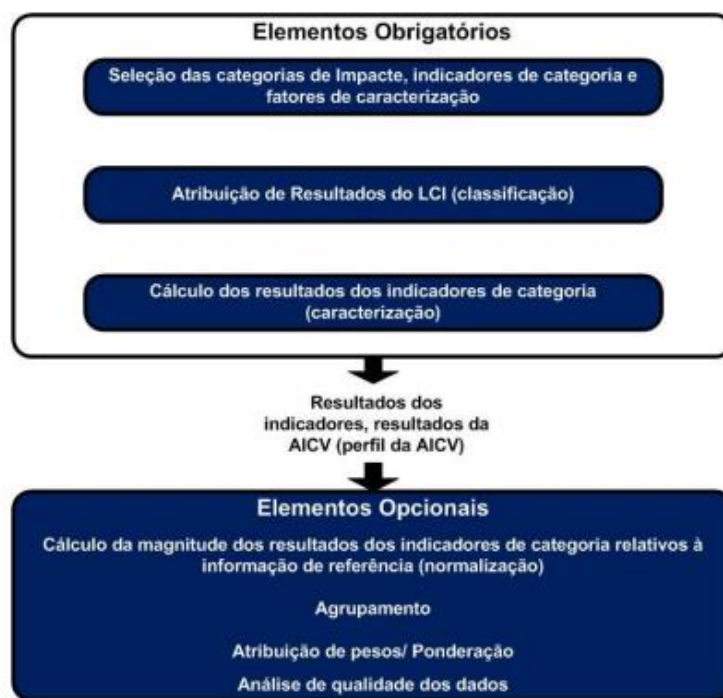 Elementos Obrigatórios
Seleção das categorias de Impacte, indicadores de categoria e
fatores de caracterização
Atribuição de Resultados do LCI (classificação)
Cálculo dos resultados dos indicadores de categoria
(caracterização)
Resultados dos
indicadores, resultados da
AICV (perfil da AICV)
Elementos Opcionais
Cálculo da magnitude dos resultados dos indicadores de categoria relativos à
informação de referência (normalização)
Agrupamento
Atribuição de pesos/ Ponderação
Análise de qualidade dos dados